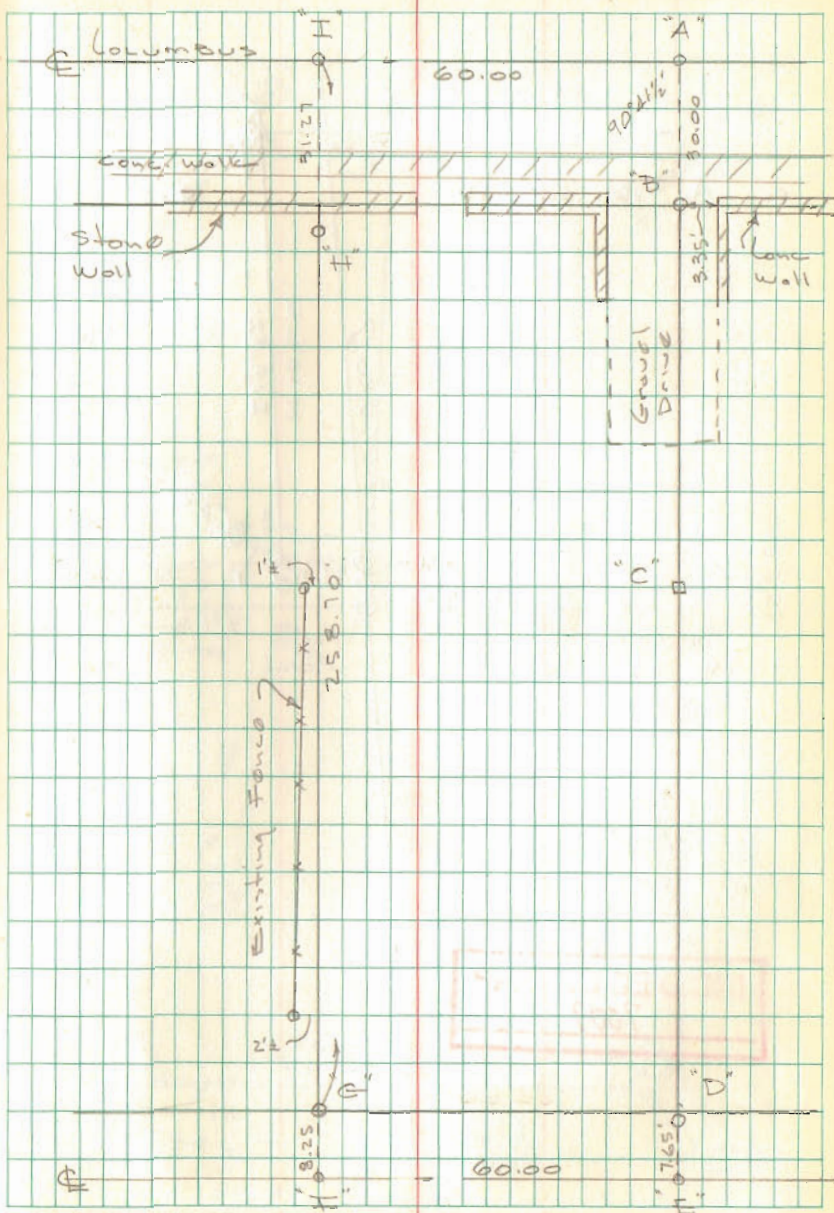 ℄ Columbus
"H"
"A"
60.00
31.27
90°41½'
30.00
conc. walk
"B"
Stone
Wall
"H"
3.35'
Conc
Wall
Gravel
Drive
1'±
258.70'
"C"
Existing Fence
2'±
"G"
"D"
8.25
7.65'
℄
60.00